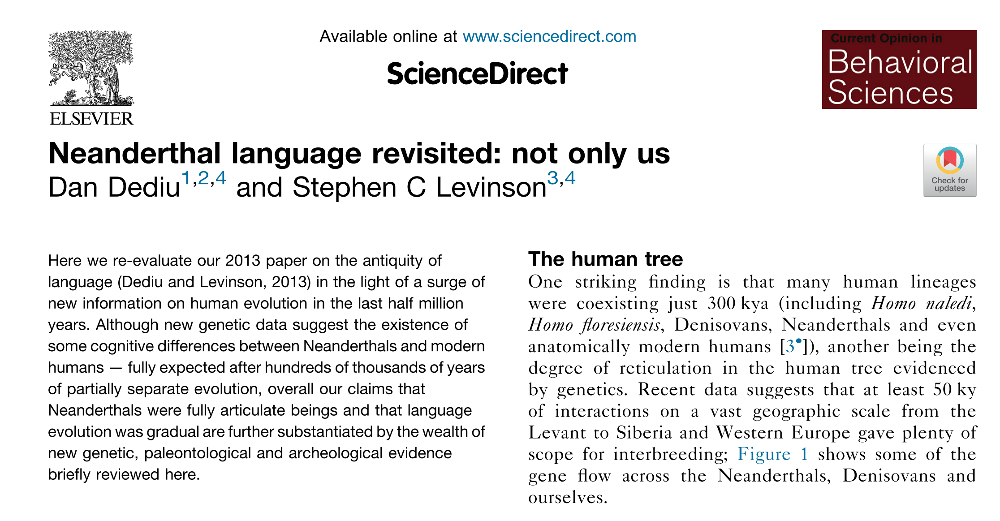 Available online at www.sciencedirect.com
ScienceDirect
Current Opinion in
Behavioral
Sciences
NON SOLUS
ELSEVIER
Neanderthal language revisited: not only us
Dan Dediu1,2,4 and Stephen C Levinson3,4
Check for
updates
Here we re-evaluate our 2013 paper on the antiquity of
language (Dediu and Levinson, 2013) in the light of a surge of
new information on human evolution in the last half million
years. Although new genetic data suggest the existence of
some cognitive differences between Neanderthals and modern
humans — fully expected after hundreds of thousands of years
of partially separate evolution, overall our claims that
Neanderthals were fully articulate beings and that language
evolution was gradual are further substantiated by the wealth of
new genetic, paleontological and archeological evidence
briefly reviewed here.
The human tree
One striking finding is that many human lineages
were coexisting just 300 kya (including Homo naledi,
Homo floresiensis, Denisovans, Neanderthals and even
anatomically modern humans [3•]), another being the
degree of reticulation in the human tree evidenced
by genetics. Recent data suggests that at least 50 ky
of interactions on a vast geographic scale from the
Levant to Siberia and Western Europe gave plenty of
scope for interbreeding; Figure 1 shows some of the
gene flow across the Neanderthals, Denisovans and
ourselves.